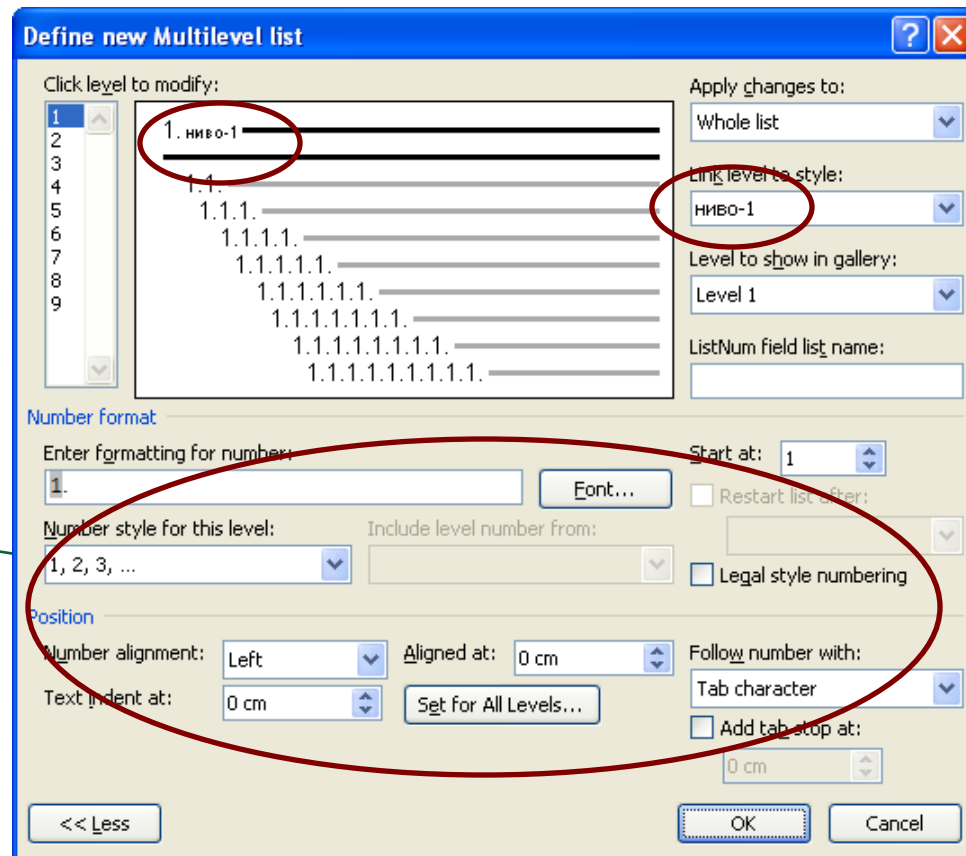 Define new Multilevel list
Click level to modify:
1
2
3
4
5
6
7
8
9
1. ниво-1
1.1.
1.1.1.
1.1.1.1.
1.1.1.1.1.
1.1.1.1.1.1.
1.1.1.1.1.1.1.
1.1.1.1.1.1.1.1.
1.1.1.1.1.1.1.1.1.
Apply changes to:
Whole list
Link level to style:
ниво-1
Level to show in gallery:
Level 1
ListNum field list name:
Number format
Enter formatting for number:
1.
Font...
Start at: 1
Restart list after:
Number style for this level:
Include level number from:
1, 2, 3, ...
Legal style numbering
Position
Number alignment: Left
Aligned at: 0 cm
Follow number with:
Text indent at: 0 cm
Set for All Levels...
Tab character
Add tab stop at:
0 cm
<< Less
OK
Cancel